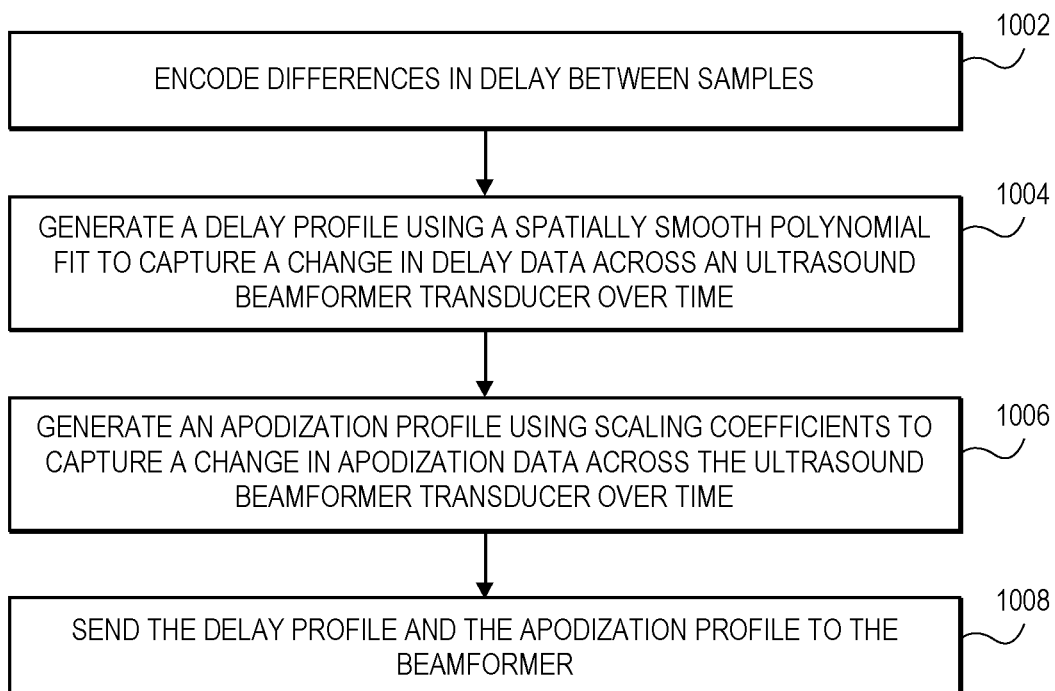 1002
ENCODE DIFFERENCES IN DELAY BETWEEN SAMPLES
1004
GENERATE A DELAY PROFILE USING A SPATIALLY SMOOTH POLYNOMIAL
FIT TO CAPTURE A CHANGE IN DELAY DATA ACROSS AN ULTRASOUND
BEAMFORMER TRANSDUCER OVER TIME
1006
GENERATE AN APODIZATION PROFILE USING SCALING COEFFICIENTS TO
CAPTURE A CHANGE IN APODIZATION DATA ACROSS THE ULTRASOUND
BEAMFORMER TRANSDUCER OVER TIME
1008
SEND THE DELAY PROFILE AND THE APODIZATION PROFILE TO THE
BEAMFORMER